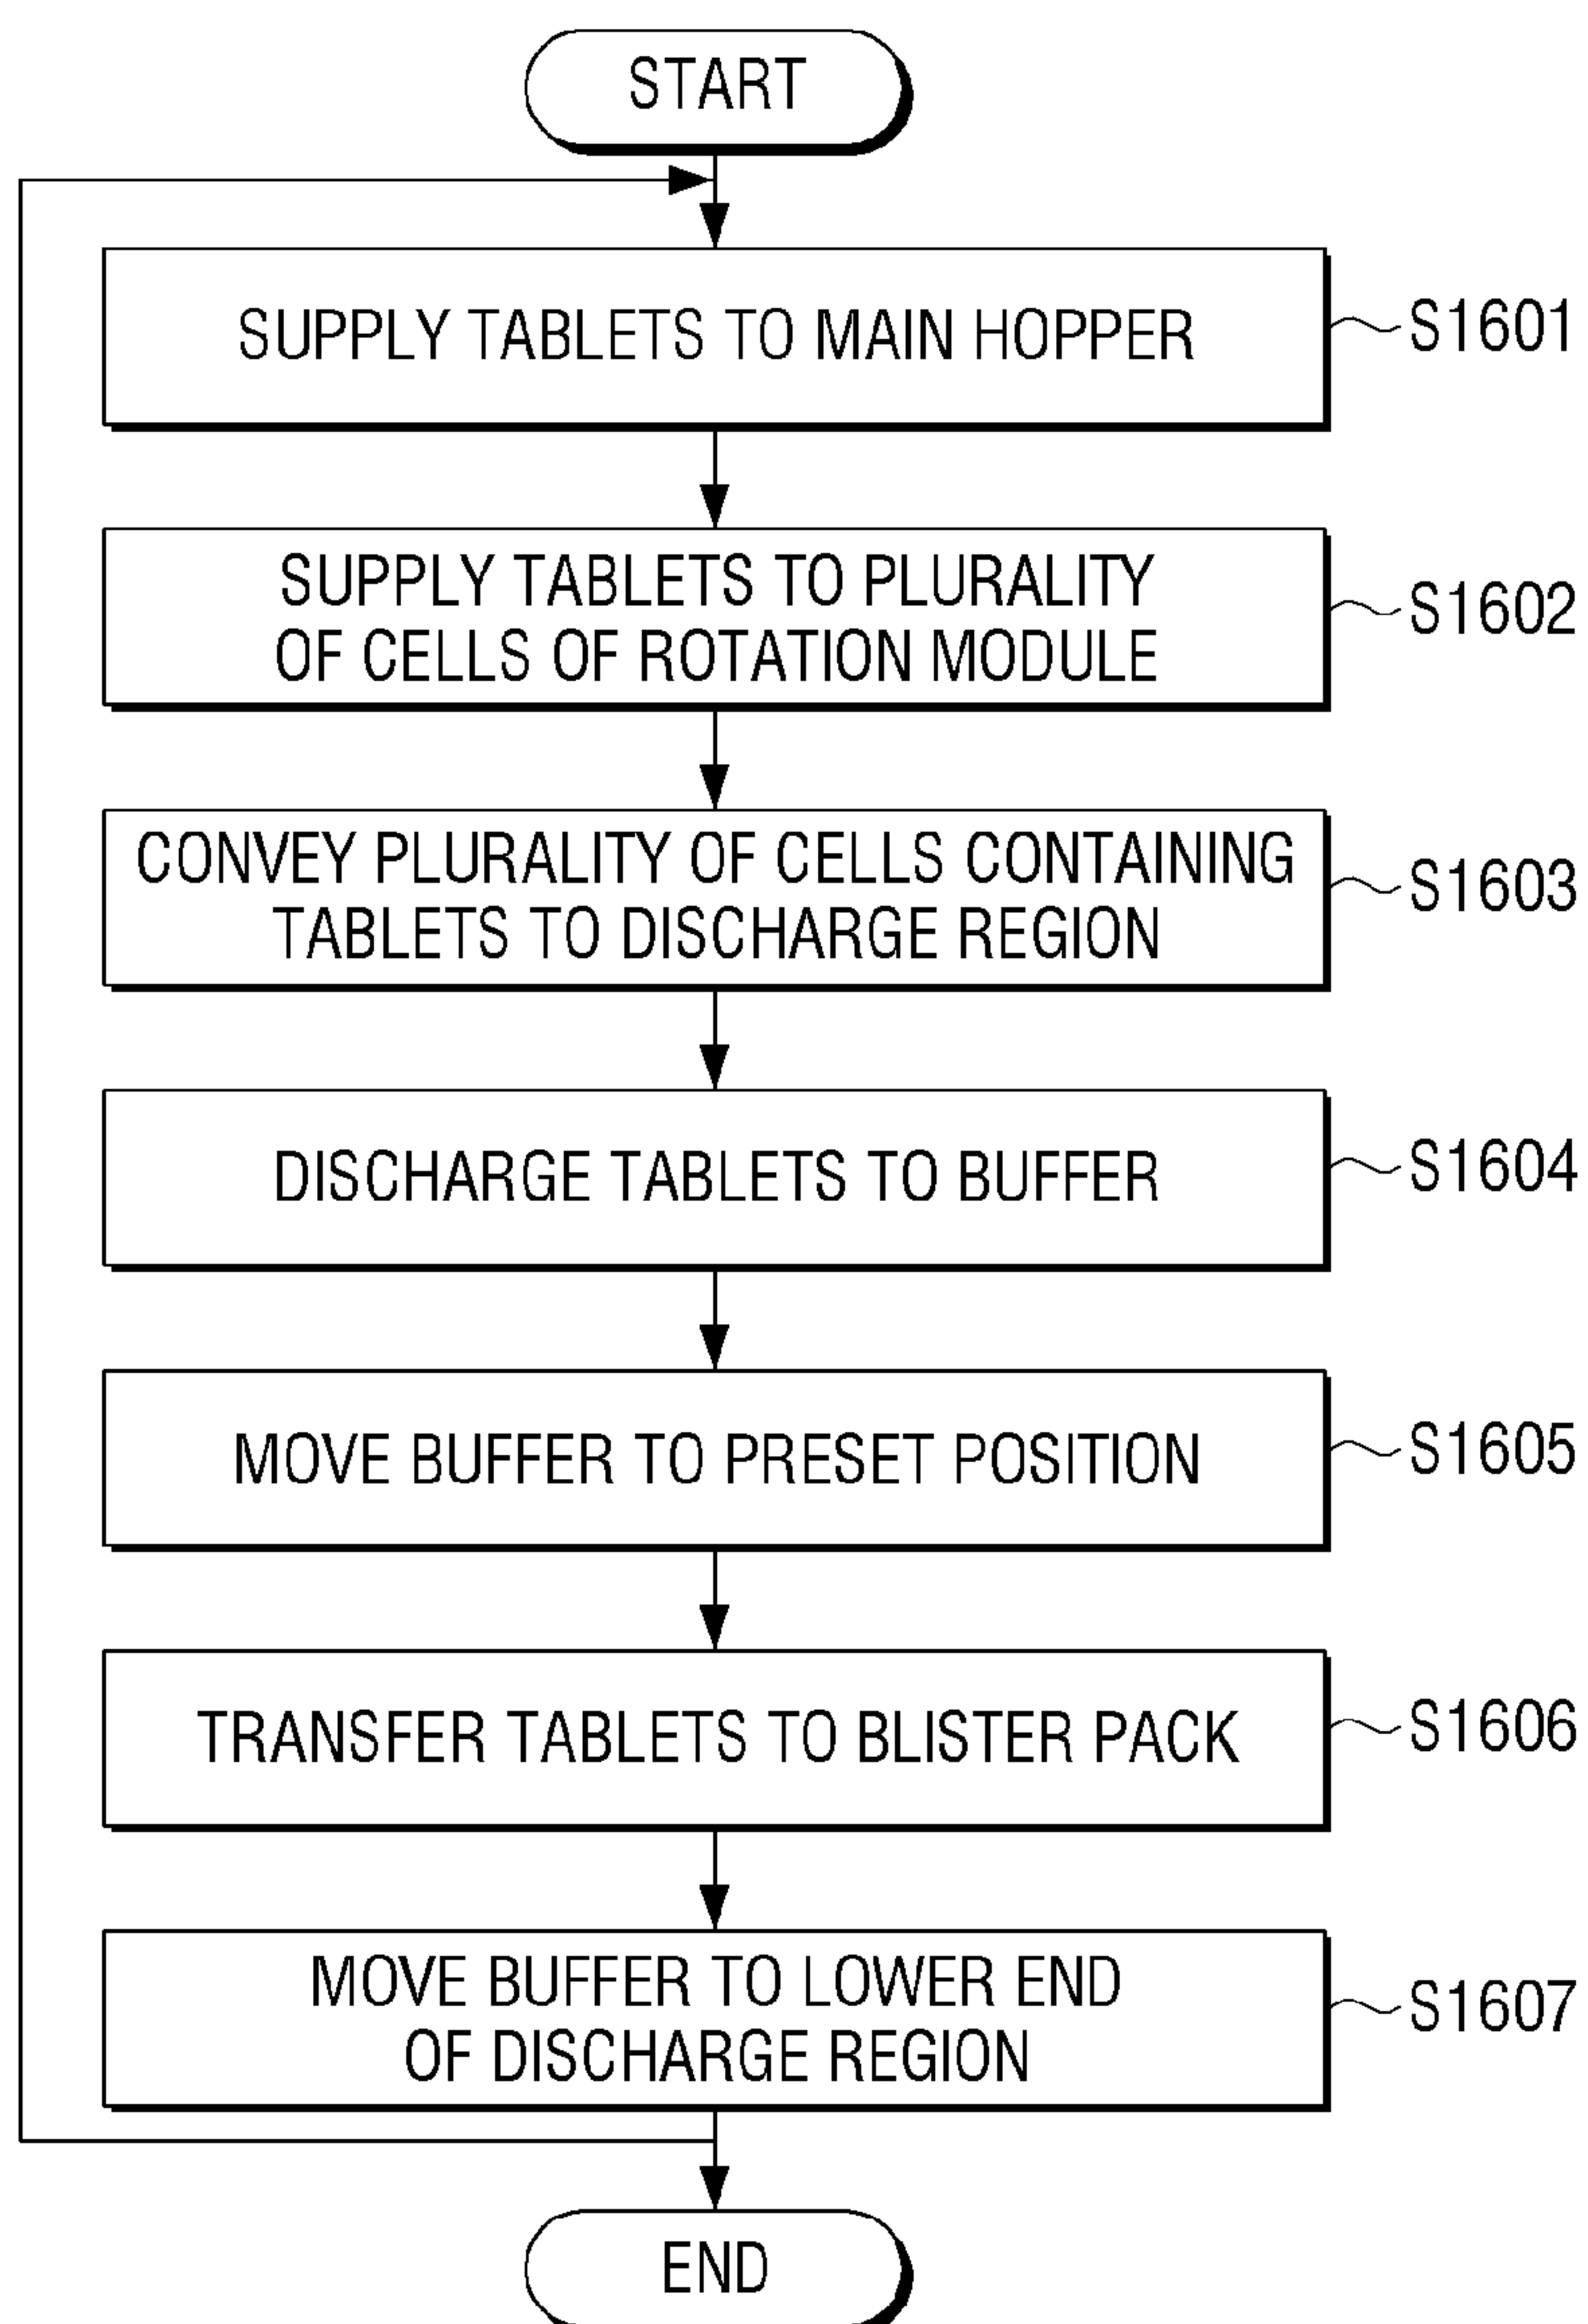 START
SUPPLY TABLETS TO MAIN HOPPER
S1601
SUPPLY TABLETS TO PLURALITY
OF CELLS OF ROTATION MODULE
S1602
CONVEY PLURALITY OF CELLS CONTAINING
TABLETS TO DISCHARGE REGION
S1603
DISCHARGE TABLETS TO BUFFER
S1604
MOVE BUFFER TO PRESET POSITION
S1605
TRANSFER TABLETS TO BLISTER PACK
S1606
MOVE BUFFER TO LOWER END
OF DISCHARGE REGION
S1607
END